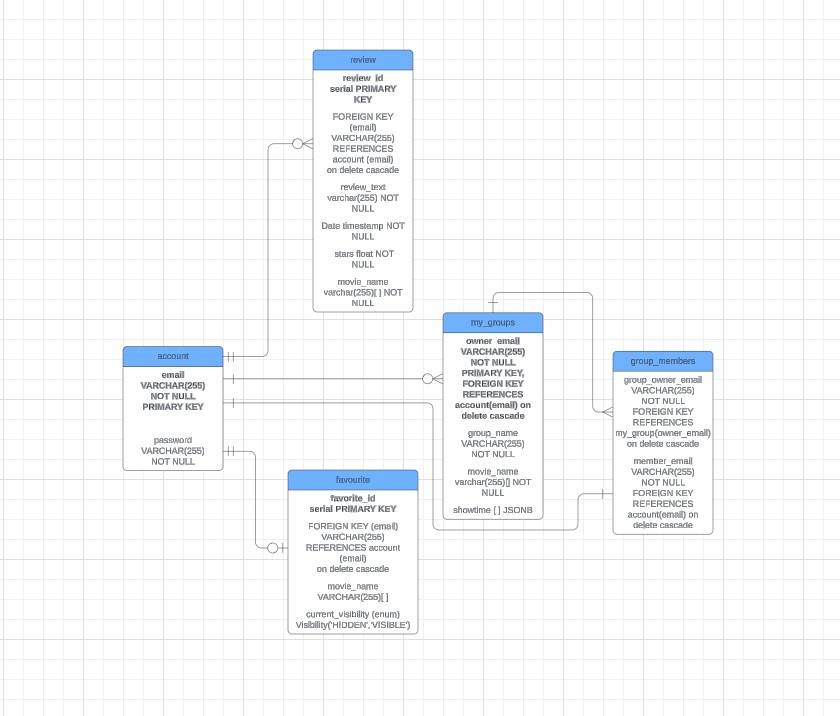 review
review_id
serial PRIMARY
KEY
FOREIGN KEY
(email)
VARCHAR(255)
REFERENCES
account (email)
on delete cascade
review_text
varchar(255) NOT
NULL
Date timestamp NOT
NULL
stars float NOT
NULL
movie_name
varchar(255)[ ] NOT
NULL
account
email
VARCHAR(255)
NOT NULL
PRIMARY KEY
password
VARCHAR(255)
NOT NULL
my_groups
owner_email
VARCHAR(255)
NOT NULL
PRIMARY KEY,
FOREIGN KEY
REFERENCES
account(email) on
delete cascade
group_name
VARCHAR(255)
NOT NULL
movie_name
varchar(255)[] NOT
NULL
showtime [ ] JSONB
group_members
group_owner_email
VARCHAR(255)
NOT NULL
FOREIGN KEY
REFERENCES
my_group(owner_email)
on delete cascade
member_email
VARCHAR(255)
NOT NULL
FOREIGN KEY
REFERENCES
account(email) on
delete cascade
favourite
favorite_id
serial PRIMARY KEY
FOREIGN KEY (email)
VARCHAR(255)
REFERENCES account
(email)
on delete cascade
movie_name
VARCHAR(255)[ ]
current_visibility (enum)
Visibility('HIDDEN','VISIBLE')